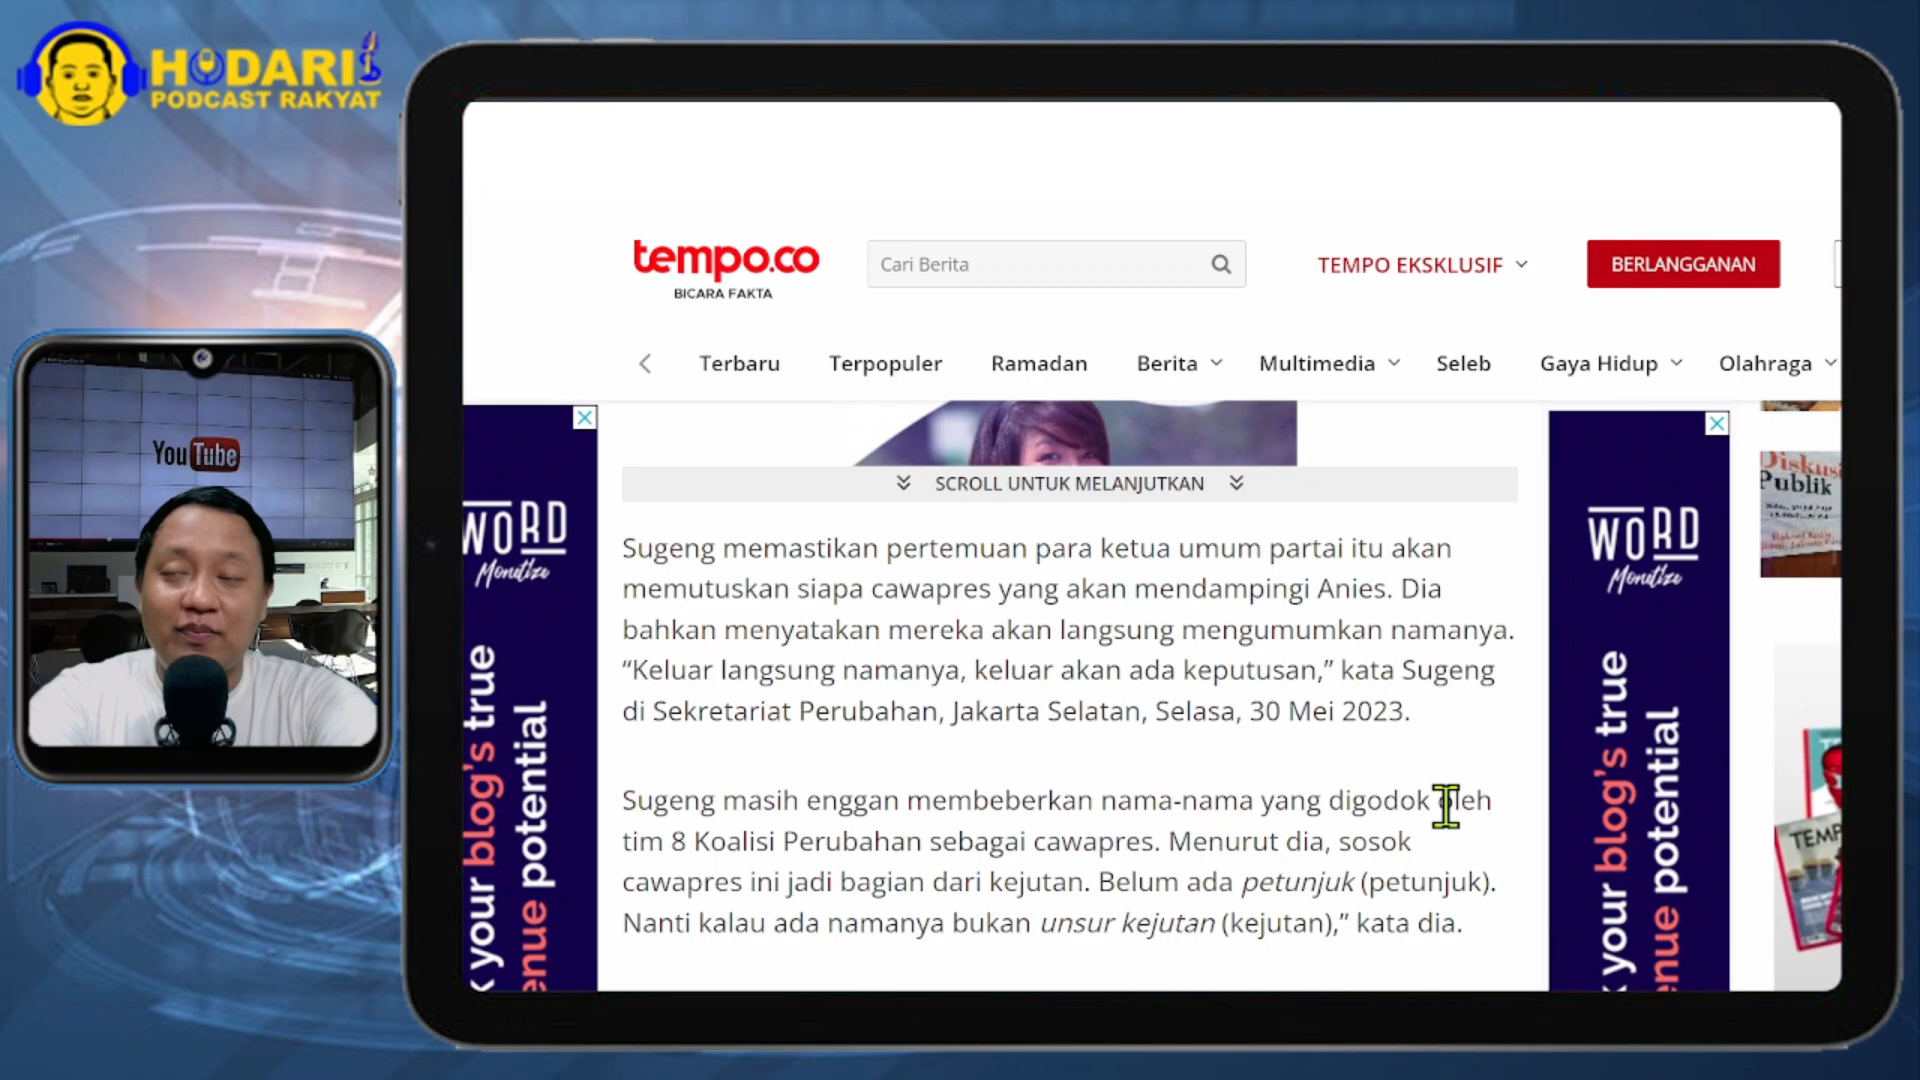 HODARI
PODCAST RAKYAT
YouTube
tempo.co
BICARA FAKTA
Cari Berita
TEMPO EKSKLUSIF
BERLANGGANAN
Terbaru
Terpopuler
Ramadan
Berita
Multimedia
Seleb
Gaya Hidup
Olahraga
SCROLL UNTUK MELANJUTKAN
Sugeng memastikan pertemuan para ketua umum partai itu akan
memutuskan siapa cawapres yang akan mendampingi Anies. Dia
bahkan menyatakan mereka akan langsung mengumumkan namanya.
“Keluar langsung namanya, keluar akan ada keputusan,” kata Sugeng
di Sekretariat Perubahan, Jakarta Selatan, Selasa, 30 Mei 2023.
Sugeng masih enggan membeberkan nama-nama yang digodok oleh
tim 8 Koalisi Perubahan sebagai cawapres. Menurut dia, sosok
cawapres ini jadi bagian dari kejutan. Belum ada petunjuk (petunjuk).
Nanti kalau ada namanya bukan unsur kejutan (kejutan),” kata dia.
WORD
Monetize
your blog's true
enue potential
WORD
Monetize
your blog's true
enue potential
Diskusi
Publik
TEMP